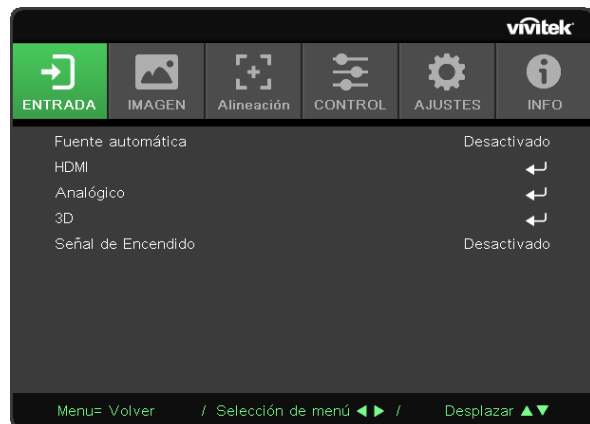 vivitek
ENTRADA IMAGEN Alineación CONTROL AJUSTES INFO
Fuente automática Desactivado
HDMI
Analógico
3D
Señal de Encendido Desactivado
Menu= Volver / Selección de menú ◀ ▶ / Desplazar ▲▼